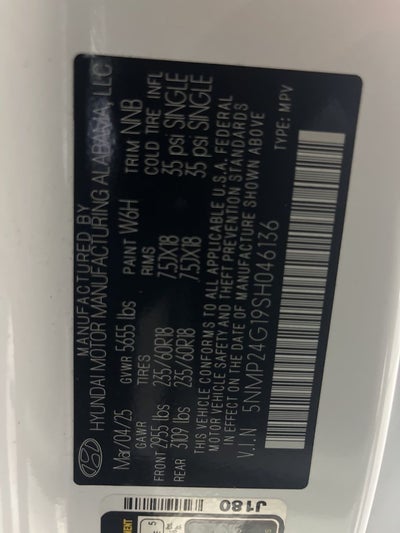 MANUFACTURED BY
HYUNDAI MOTOR MANUFACTURING ALABAMA, LLC
Mar/04/25 GVWR 5655 lbs PAINT W6H TRIM NNB
GAWR TIRES RIMS COLD TIRE INFL
FRONT 2955 lbs 235/60R18 7.5JX18 35 psi SINGLE
REAR 3109 lbs 235/60R18 7.5JX18 35 psi SINGLE
THIS VEHICLE CONFORMS TO ALL APPLICABLE U.S.A. FEDERAL
MOTOR VEHICLE SAFETY AND THEFT PREVENTION STANDARDS
IN EFFECT ON THE DATE OF MANUFACTURE SHOWN ABOVE
V.I.N 5NMP24G19SH046136
TYPE: MPV
J180